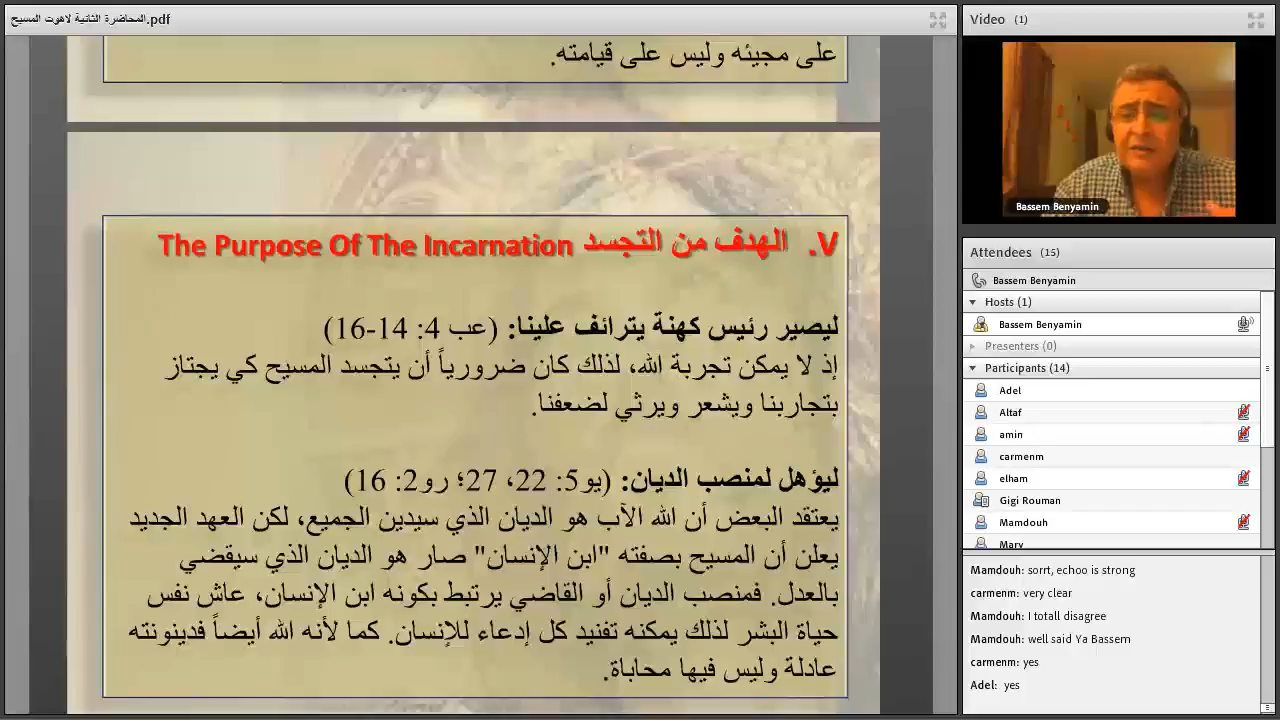 المحاضرة الثانية لاهوت المسيح.pdf
على مجيئه وليس على قيامته.
V. الهدف من التجسد The Purpose Of The Incarnation
ليصير رئيس كهنة يترائف علينا: (عب 4: 14-16)
إذ لا يمكن تجربة الله، لذلك كان ضرورياً أن يتجسد المسيح كي يجتاز
بتجاربنا ويشعر ويرثي لضعفنا.
ليؤهل لمنصب الديان: (يو5: 22، 27؛ رو2: 16)
يعتقد البعض أن الله الآب هو الديان الذي سيدين الجميع، لكن العهد الجديد
يعلن أن المسيح بصفته "ابن الإنسان" صار هو الديان الذي سيقضي
بالعدل. فمنصب الديان أو القاضي يرتبط بكونه ابن الإنسان، عاش نفس
حياة البشر لذلك يمكنه تفنيد كل إدعاء للإنسان. كما لأنه الله أيضاً فدينونته
عادلة وليس فيها محاباة.
Video (1)
Bassem Benyamin
Attendees (15)
Bassem Benyamin
Hosts (1)
Bassem Benyamin
Presenters (0)
Participants (14)
Adel
Altaf
amin
carmenm
elham
Gigi Rouman
Mamdouh
Mary
Mamdouh: sorrt, echoo is strong
carmenm: very clear
Mamdouh: I totall disagree
Mamdouh: well said Ya Bassem
carmenm: yes
Adel: yes